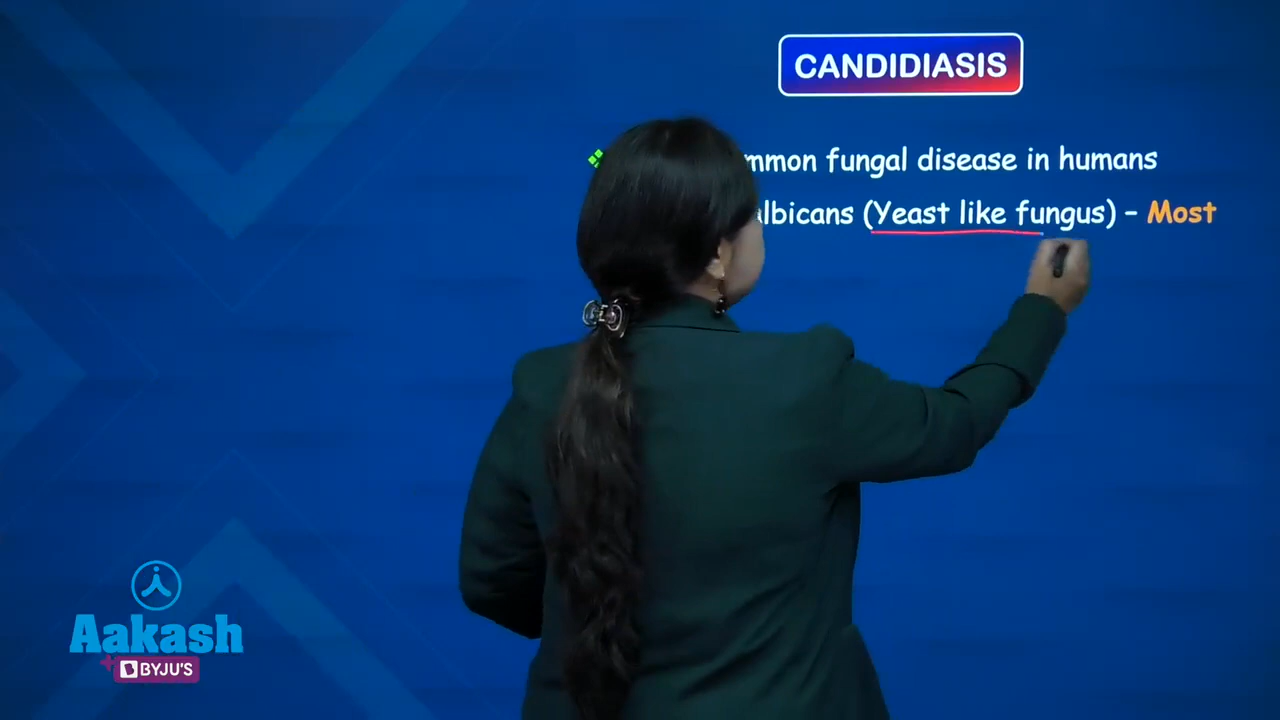 CANDIDIASIS
mmon fungal disease in humans
albicans (Yeast like fungus) – Most
Aakash
BYJU'S